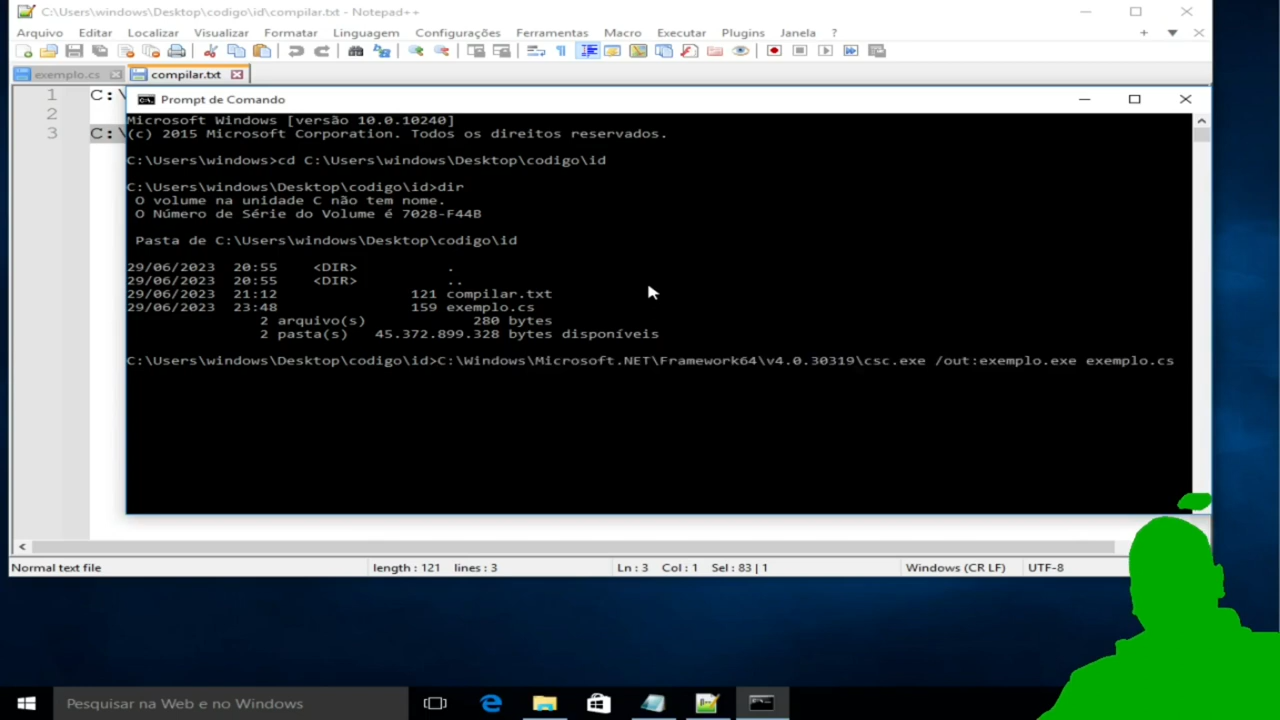 C:\Users\windows\Desktop\codigo\id\compilar.txt - Notepad++
Arquivo Editar Localizar Visualizar Formatar Linguagem Configurações Ferramentas Macro Executar Plugins Janela ?
exemplo.cs compilar.txt
1 C:\
2
3 C:\
Prompt de Comando
Microsoft Windows [versão 10.0.10240]
(c) 2015 Microsoft Corporation. Todos os direitos reservados.
C:\Users\windows>cd C:\Users\windows\Desktop\codigo\id
C:\Users\windows\Desktop\codigo\id>dir
O volume na unidade C não tem nome.
O Número de Série do Volume é 7028-F44B
Pasta de C:\Users\windows\Desktop\codigo\id
29/06/2023 20:55 <DIR> .
29/06/2023 20:55 <DIR> ..
29/06/2023 21:12 121 compilar.txt
29/06/2023 23:48 159 exemplo.cs
2 arquivo(s) 280 bytes
2 pasta(s) 45.372.899.328 bytes disponíveis
C:\Users\windows\Desktop\codigo\id>C:\Windows\Microsoft.NET\Framework64\v4.0.30319\csc.exe /out:exemplo.exe exemplo.cs
Normal text file length : 121 lines : 3 Ln : 3 Col : 1 Sel : 83 | 1 Windows (CR LF) UTF-8
Pesquisar na Web e no Windows